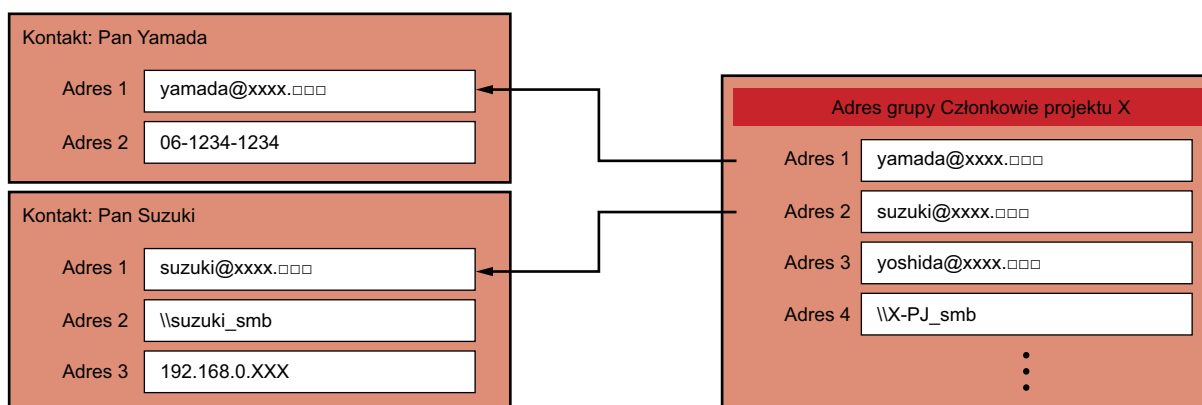 Kontakt: Pan Yamada
Adres 1 yamada@xxxx.□□□
Adres 2 06-1234-1234
Kontakt: Pan Suzuki
Adres 1 suzuki@xxxx.□□□
Adres 2 \\suzuki_smb
Adres 3 192.168.0.XXX
Adres grupy Członkowie projektu X
Adres 1 yamada@xxxx.□□□
Adres 2 suzuki@xxxx.□□□
Adres 3 yoshida@xxxx.□□□
Adres 4 \\X-PJ_smb